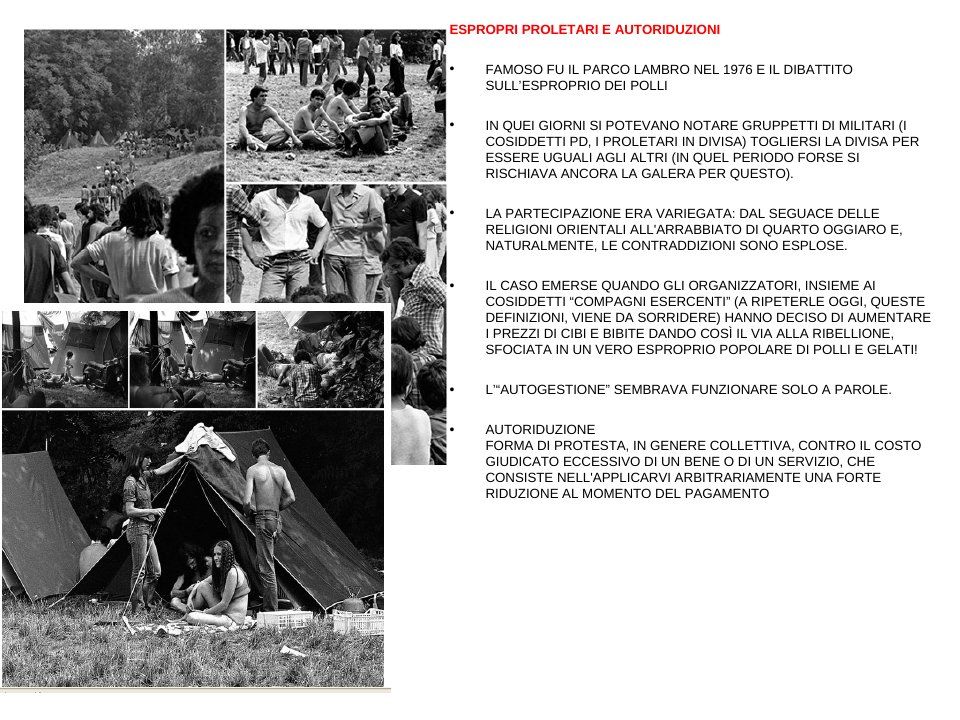 ESPROPRI PROLETARI E AUTORIDUZIONI
• FAMOSO FU IL PARCO LAMBRO NEL 1976 E IL DIBATTITO
SULL'ESPROPRIO DEI POLLI
• IN QUEI GIORNI SI POTEVANO NOTARE GRUPPETTI DI MILITARI (I
COSIDDETTI PD, I PROLETARI IN DIVISA) TOGLIERSI LA DIVISA PER
ESSERE UGUALI AGLI ALTRI (IN QUEL PERIODO FORSE SI
RISCHIAVA ANCORA LA GALERA PER QUESTO).
• LA PARTECIPAZIONE ERA VARIEGATA: DAL SEGUACE DELLE
RELIGIONI ORIENTALI ALL'ARRABBIATO DI QUARTO OGGIARO E,
NATURALMENTE, LE CONTRADDIZIONI SONO ESPLOSE.
• IL CASO EMERSE QUANDO GLI ORGANIZZATORI, INSIEME AI
COSIDDETTI “COMPAGNI ESERCENTI” (A RIPETERLE OGGI, QUESTE
DEFINIZIONI, VIENE DA SORRIDERE) HANNO DECISO DI AUMENTARE
I PREZZI DI CIBI E BIBITE DANDO COSÌ IL VIA ALLA RIBELLIONE,
SFOCIATA IN UN VERO ESPROPRIO POPOLARE DI POLLI E GELATI!
• L'“AUTOGESTIONE” SEMBRAVA FUNZIONARE SOLO A PAROLE.
• AUTORIDUZIONE
FORMA DI PROTESTA, IN GENERE COLLETTIVA, CONTRO IL COSTO
GIUDICATO ECCESSIVO DI UN BENE O DI UN SERVIZIO, CHE
CONSISTE NELL'APPLICARVI ARBITRARIAMENTE UNA FORTE
RIDUZIONE AL MOMENTO DEL PAGAMENTO